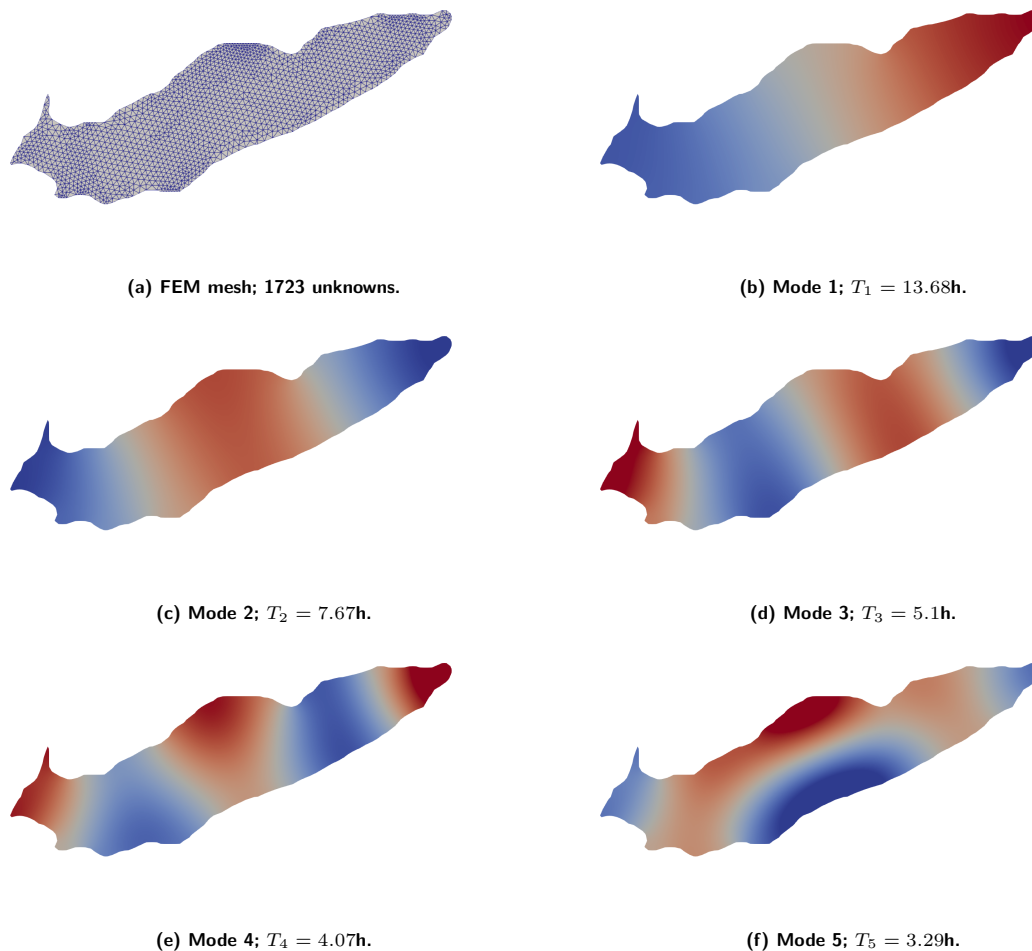 (a) FEM mesh; 1723 unknowns.
(b) Mode 1; T₁ = 13.68h.
(c) Mode 2; T₂ = 7.67h.
(d) Mode 3; T₃ = 5.1h.
(e) Mode 4; T₄ = 4.07h.
(f) Mode 5; T₅ = 3.29h.